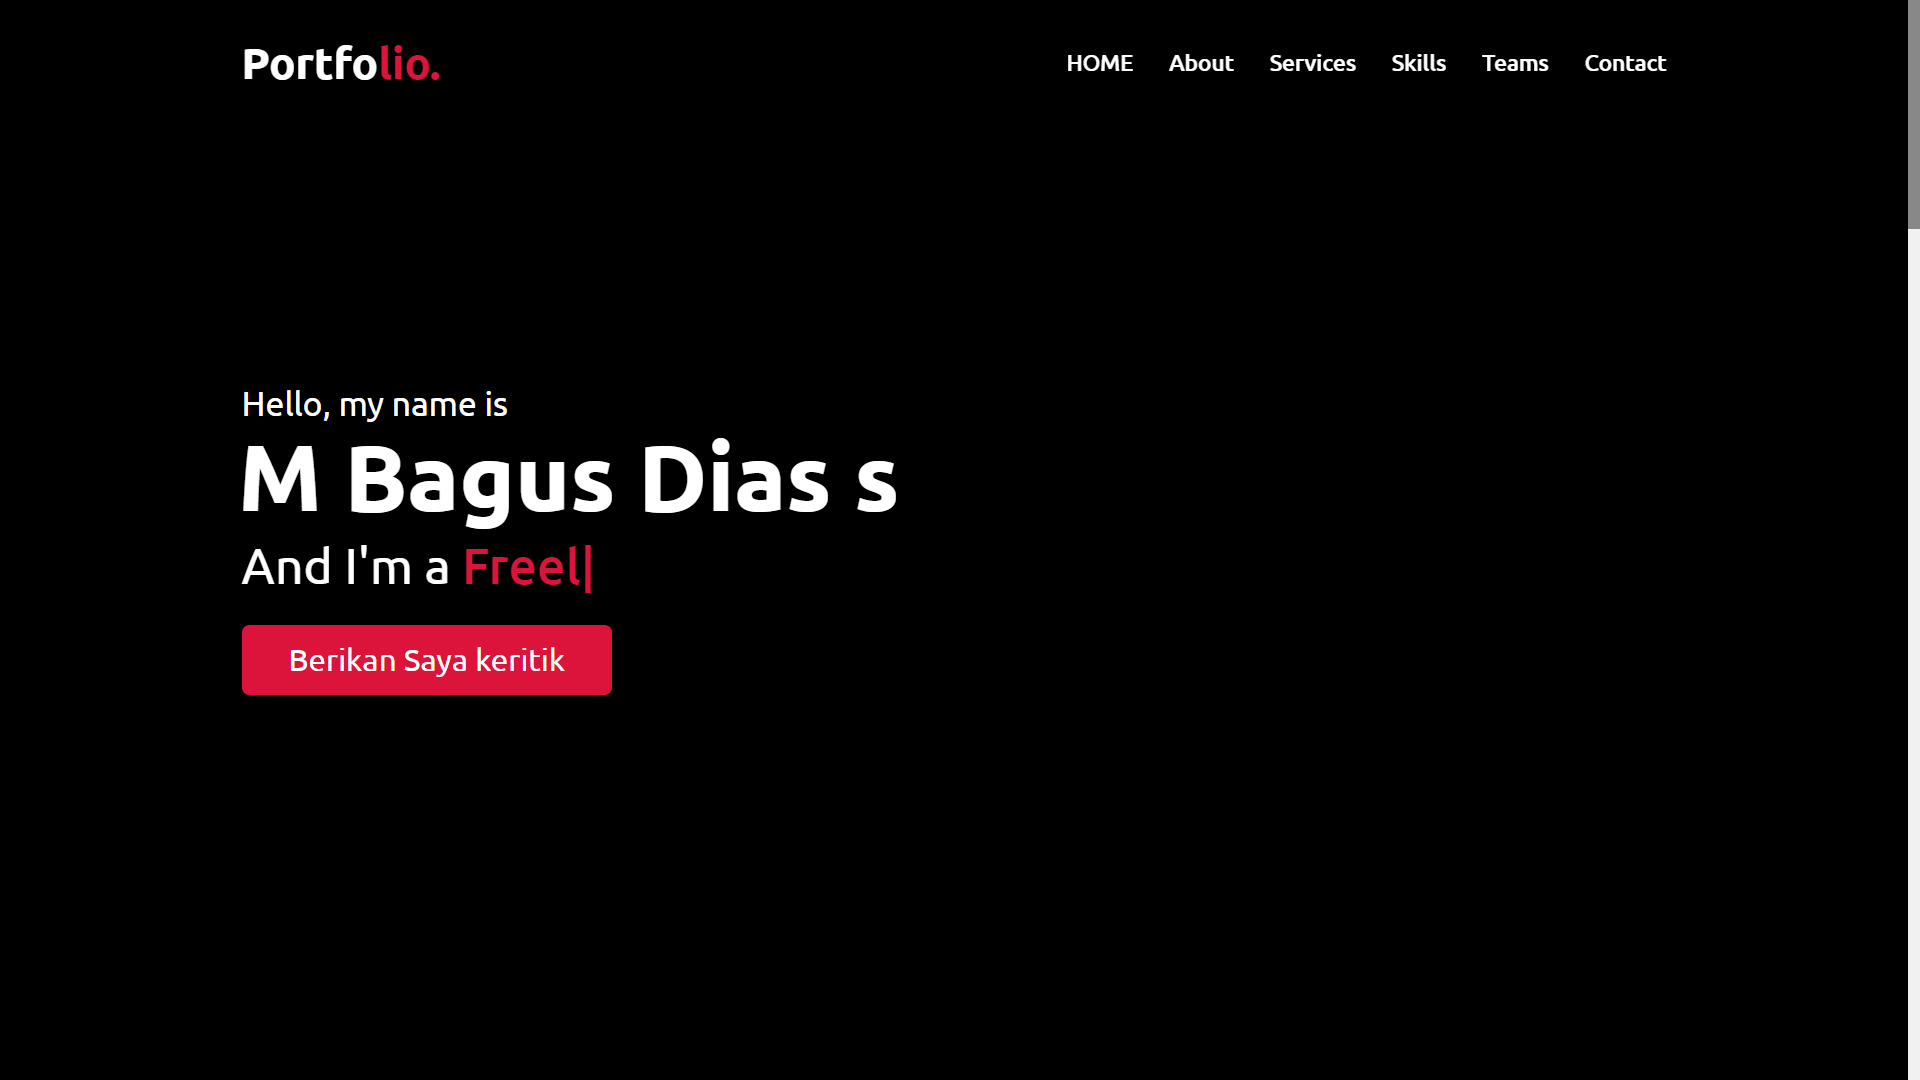 Portfolio.
HOME About Services Skills Teams Contact
Hello, my name is
M Bagus Dias s
And I'm a Freel|
Berikan Saya keritik